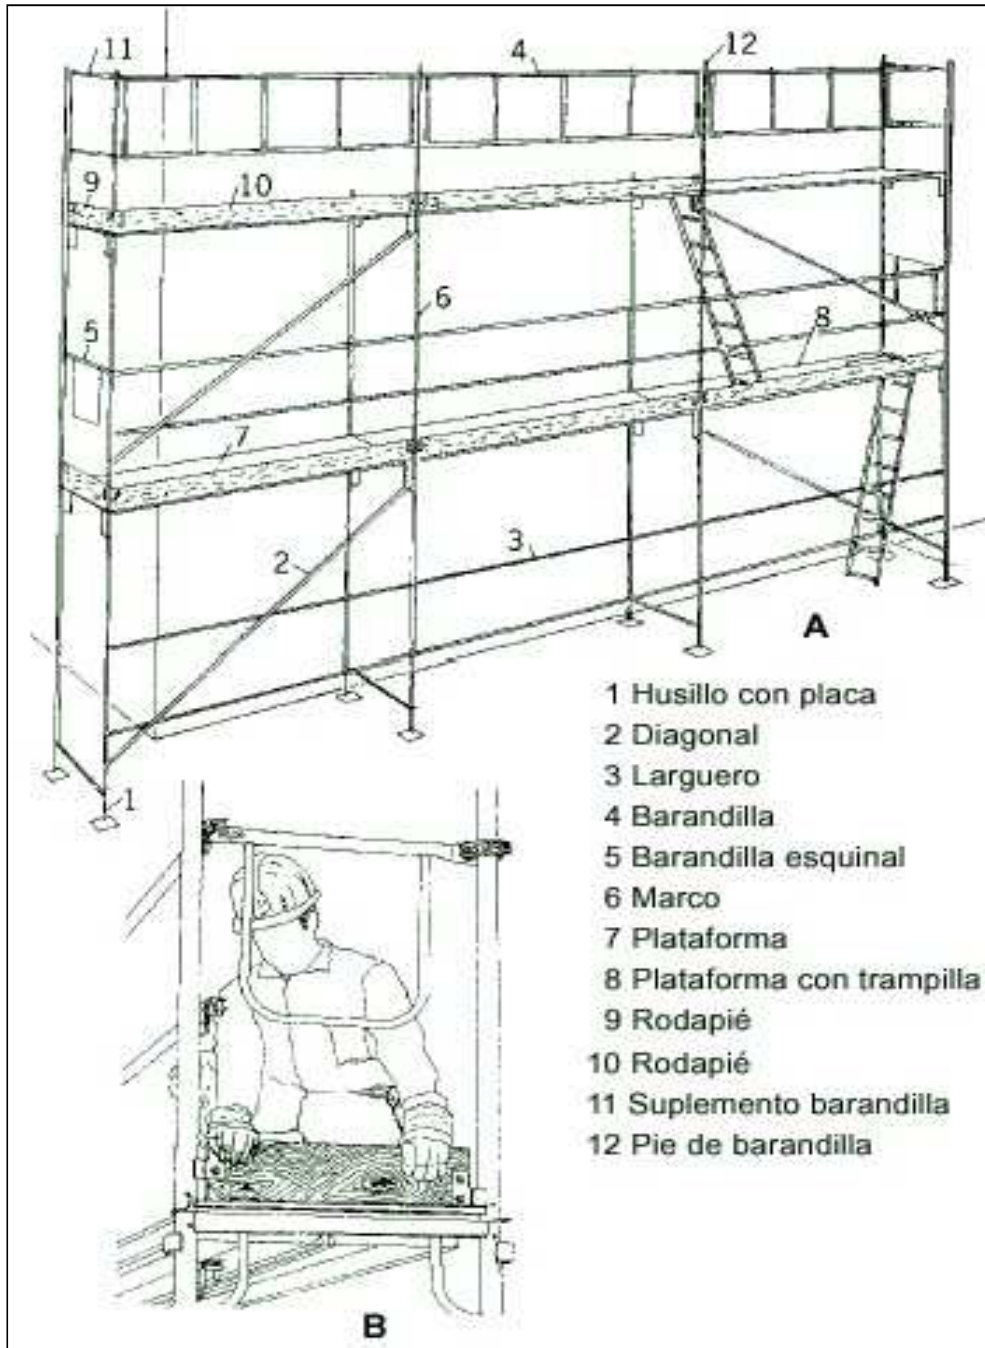 11
4
12
9
10
6
5
8
7
3
2
A
1 Husillo con placa
2 Diagonal
3 Larguero
4 Barandilla
5 Barandilla esquinal
6 Marco
7 Plataforma
8 Plataforma con trampilla
9 Rodapié
10 Rodapié
11 Suplemento barandilla
12 Pie de barandilla
1
B